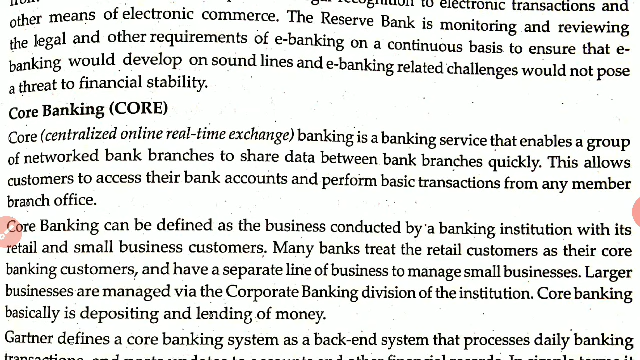 recognition to electronic transactions and
other means of electronic commerce. The Reserve Bank is monitoring and reviewing
the legal and other requirements of e-banking on a continuous basis to ensure that e-
banking would develop on sound lines and e-banking related challenges would not pose
a threat to financial stability.
Core Banking (CORE)
Core (centralized online real-time exchange) banking is a banking service that enables a group
of networked bank branches to share data between bank branches quickly. This allows
customers to access their bank accounts and perform basic transactions from any member
branch office.
Core Banking can be defined as the business conducted by a banking institution with its
retail and small business customers. Many banks treat the retail customers as their core
banking customers, and have a separate line of business to manage small businesses. Larger
businesses are managed via the Corporate Banking division of the institution. Core banking
basically is depositing and lending of money.
Gartner defines a core banking system as a back-end system that processes daily banking